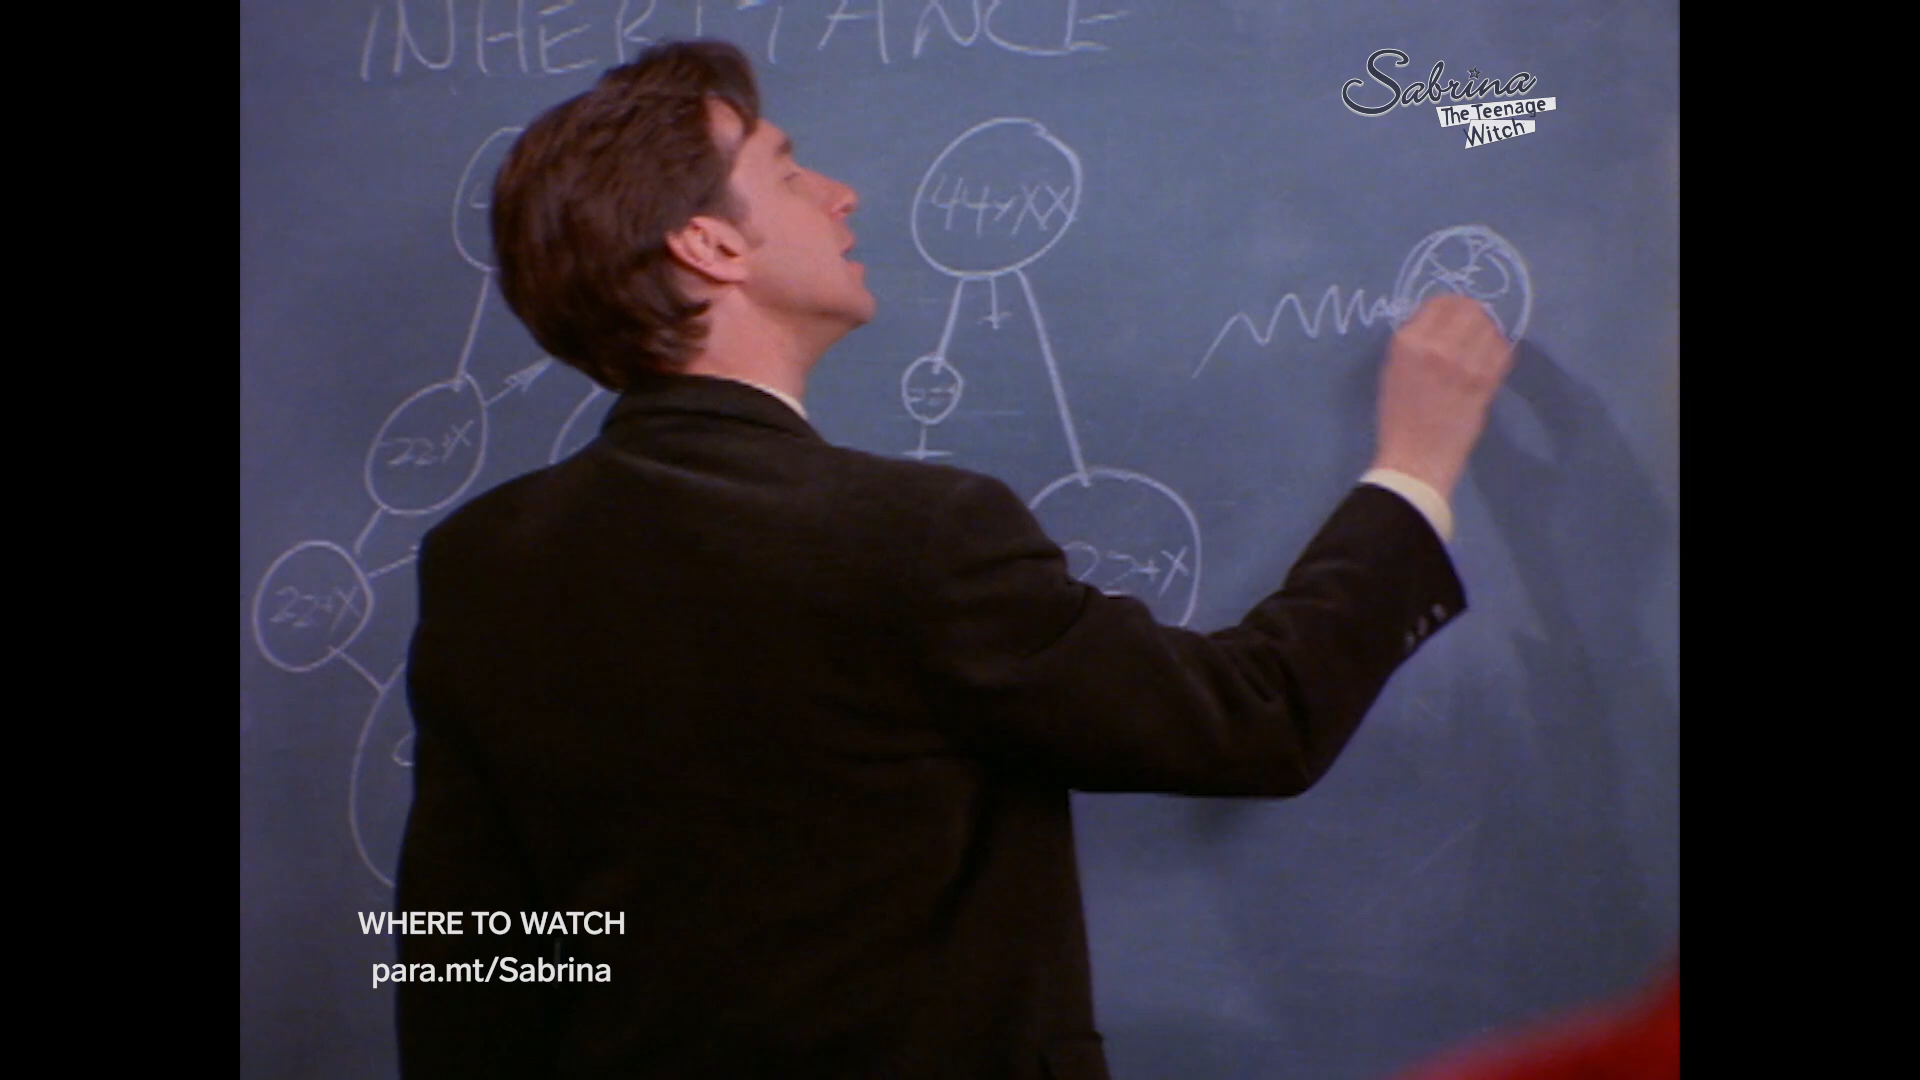 INHERITANCE
Sabrina
The Teenage
Witch
44+XX
22+X
22+X
22+X
WHERE TO WATCH
para.mt/Sabrina